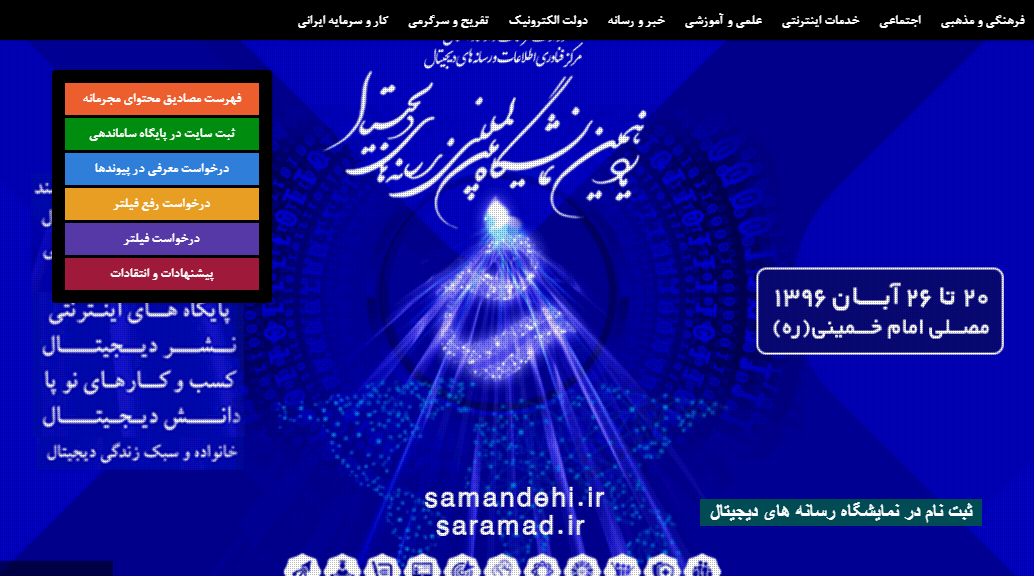 فرهنگی و مذهبی
اجتماعی
خدمات اینترنتی
علمی و آموزشی
خبر و رسانه
دولت الکترونیک
تفریح و سرگرمی
کار و سرمایه ایرانی
مرکز فناوری اطلاعات و رسانه های دیجیتال
یازدهمین نمایشگاه بین المللی رسانه های دیجیتال
فهرست مصادیق محتوای مجرمانه
ثبت سایت در پایگاه ساماندهی
درخواست معرفی در پیوندها
درخواست رفع فیلتر
درخواست فیلتر
پیشنهادات و انتقادات
پایگاه های اینترنتی
نشر دیجیتال
کسب و کارهای نو پا
دانش دیجیتال
خانواده و سبک زندگی دیجیتال
۲۰ تا ۲۶ آبان ۱۳۹۶
مصلی امام خمینی(ره)
samandehi.ir
saramad.ir
ثبت نام در نمایشگاه رسانه های دیجیتال